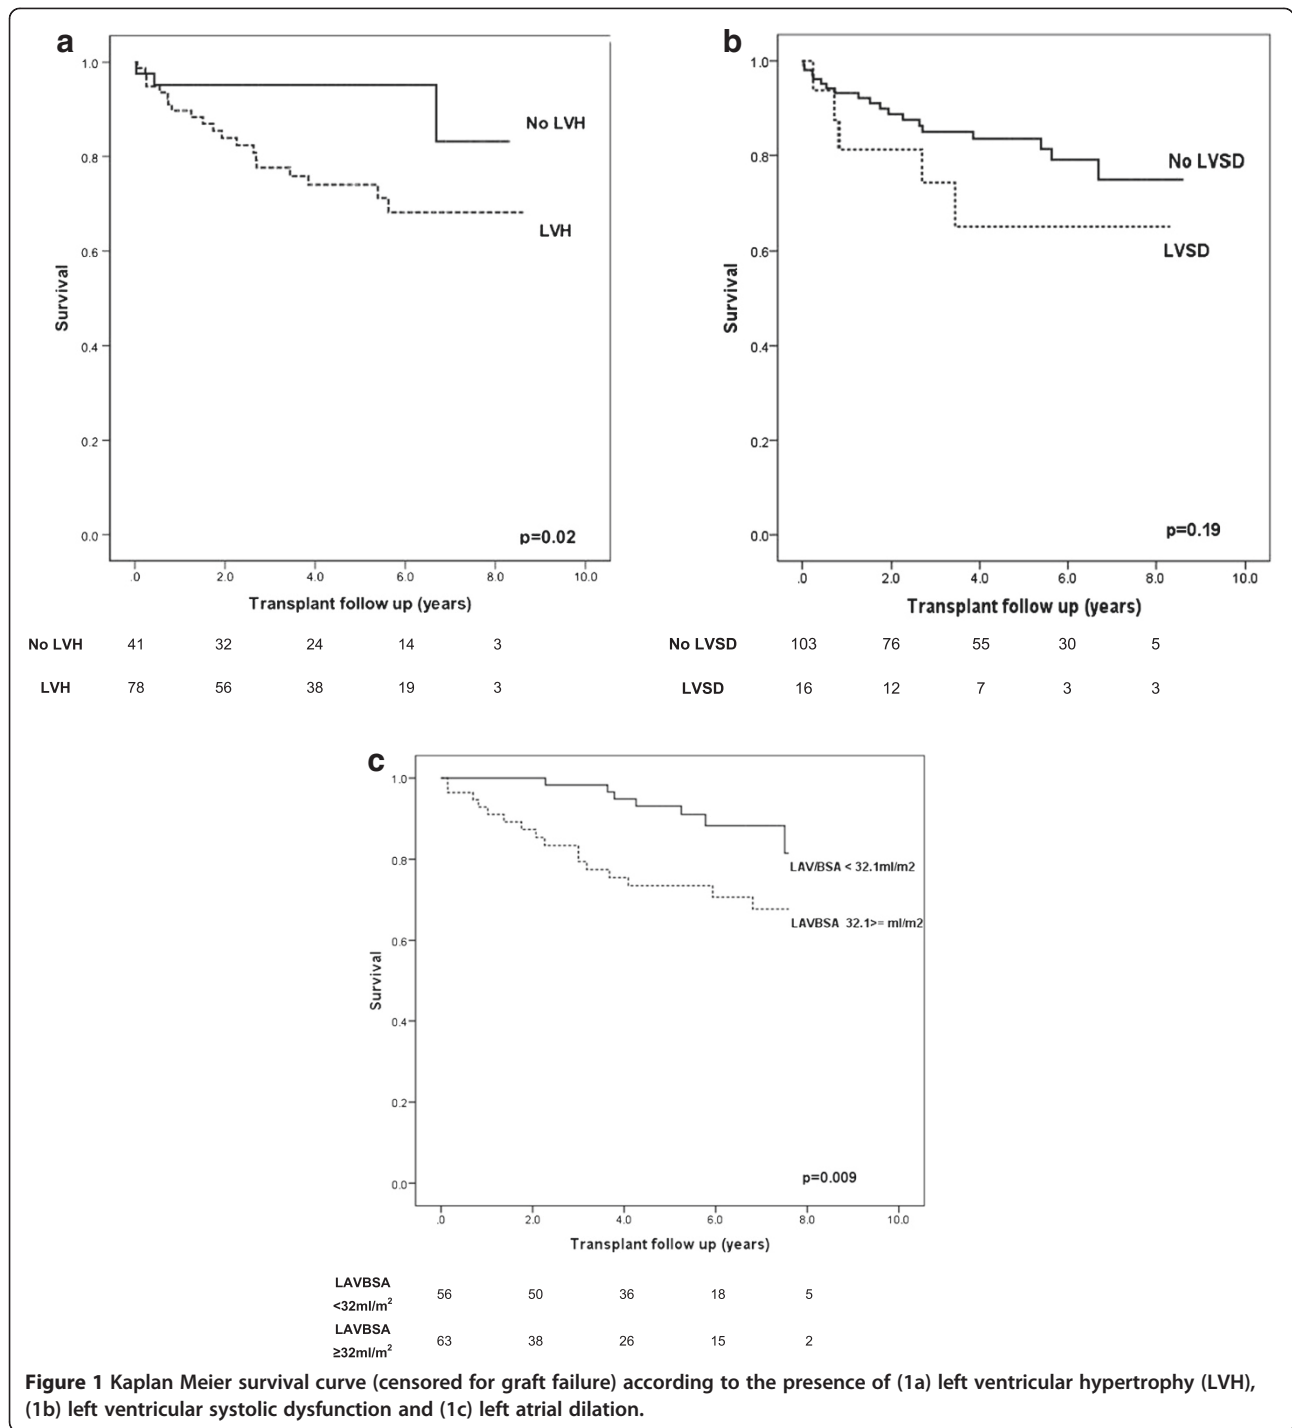 a
1.0
0.8
0.6
0.4
0.2
0.0
Survival
No LVH
LVH
p=0.02
.0 2.0 4.0 6.0 8.0 10.0
Transplant follow up (years)
No LVH 41 32 24 14 3
LVH 78 56 38 19 3
b
1.0
0.8
0.6
0.4
0.2
0.0
Survival
No LVSD
LVSD
p=0.19
.0 2.0 4.0 6.0 8.0 10.0
Transplant follow up (years)
No LVSD 103 76 55 30 5
LVSD 16 12 7 3 3
c
1.0
0.8
0.6
0.4
0.2
0.0
Survival
LAV/BSA < 32.1ml/m2
LAVBSA 32.1>= ml/m2
p=0.009
.0 2.0 4.0 6.0 8.0 10.0
Transplant follow up (years)
LAVBSA
<32ml/m² 56 50 36 18 5
LAVBSA
≥32ml/m² 63 38 26 15 2
Figure 1 Kaplan Meier survival curve (censored for graft failure) according to the presence of (1a) left ventricular hypertrophy (LVH),
(1b) left ventricular systolic dysfunction and (1c) left atrial dilation.